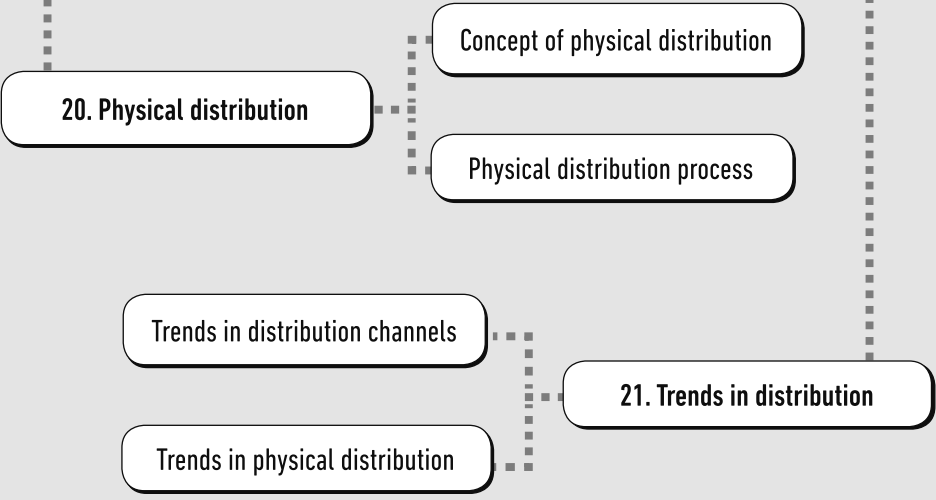 Concept of physical distribution
20. Physical distribution
Physical distribution process
Trends in distribution channels
21. Trends in distribution
Trends in physical distribution